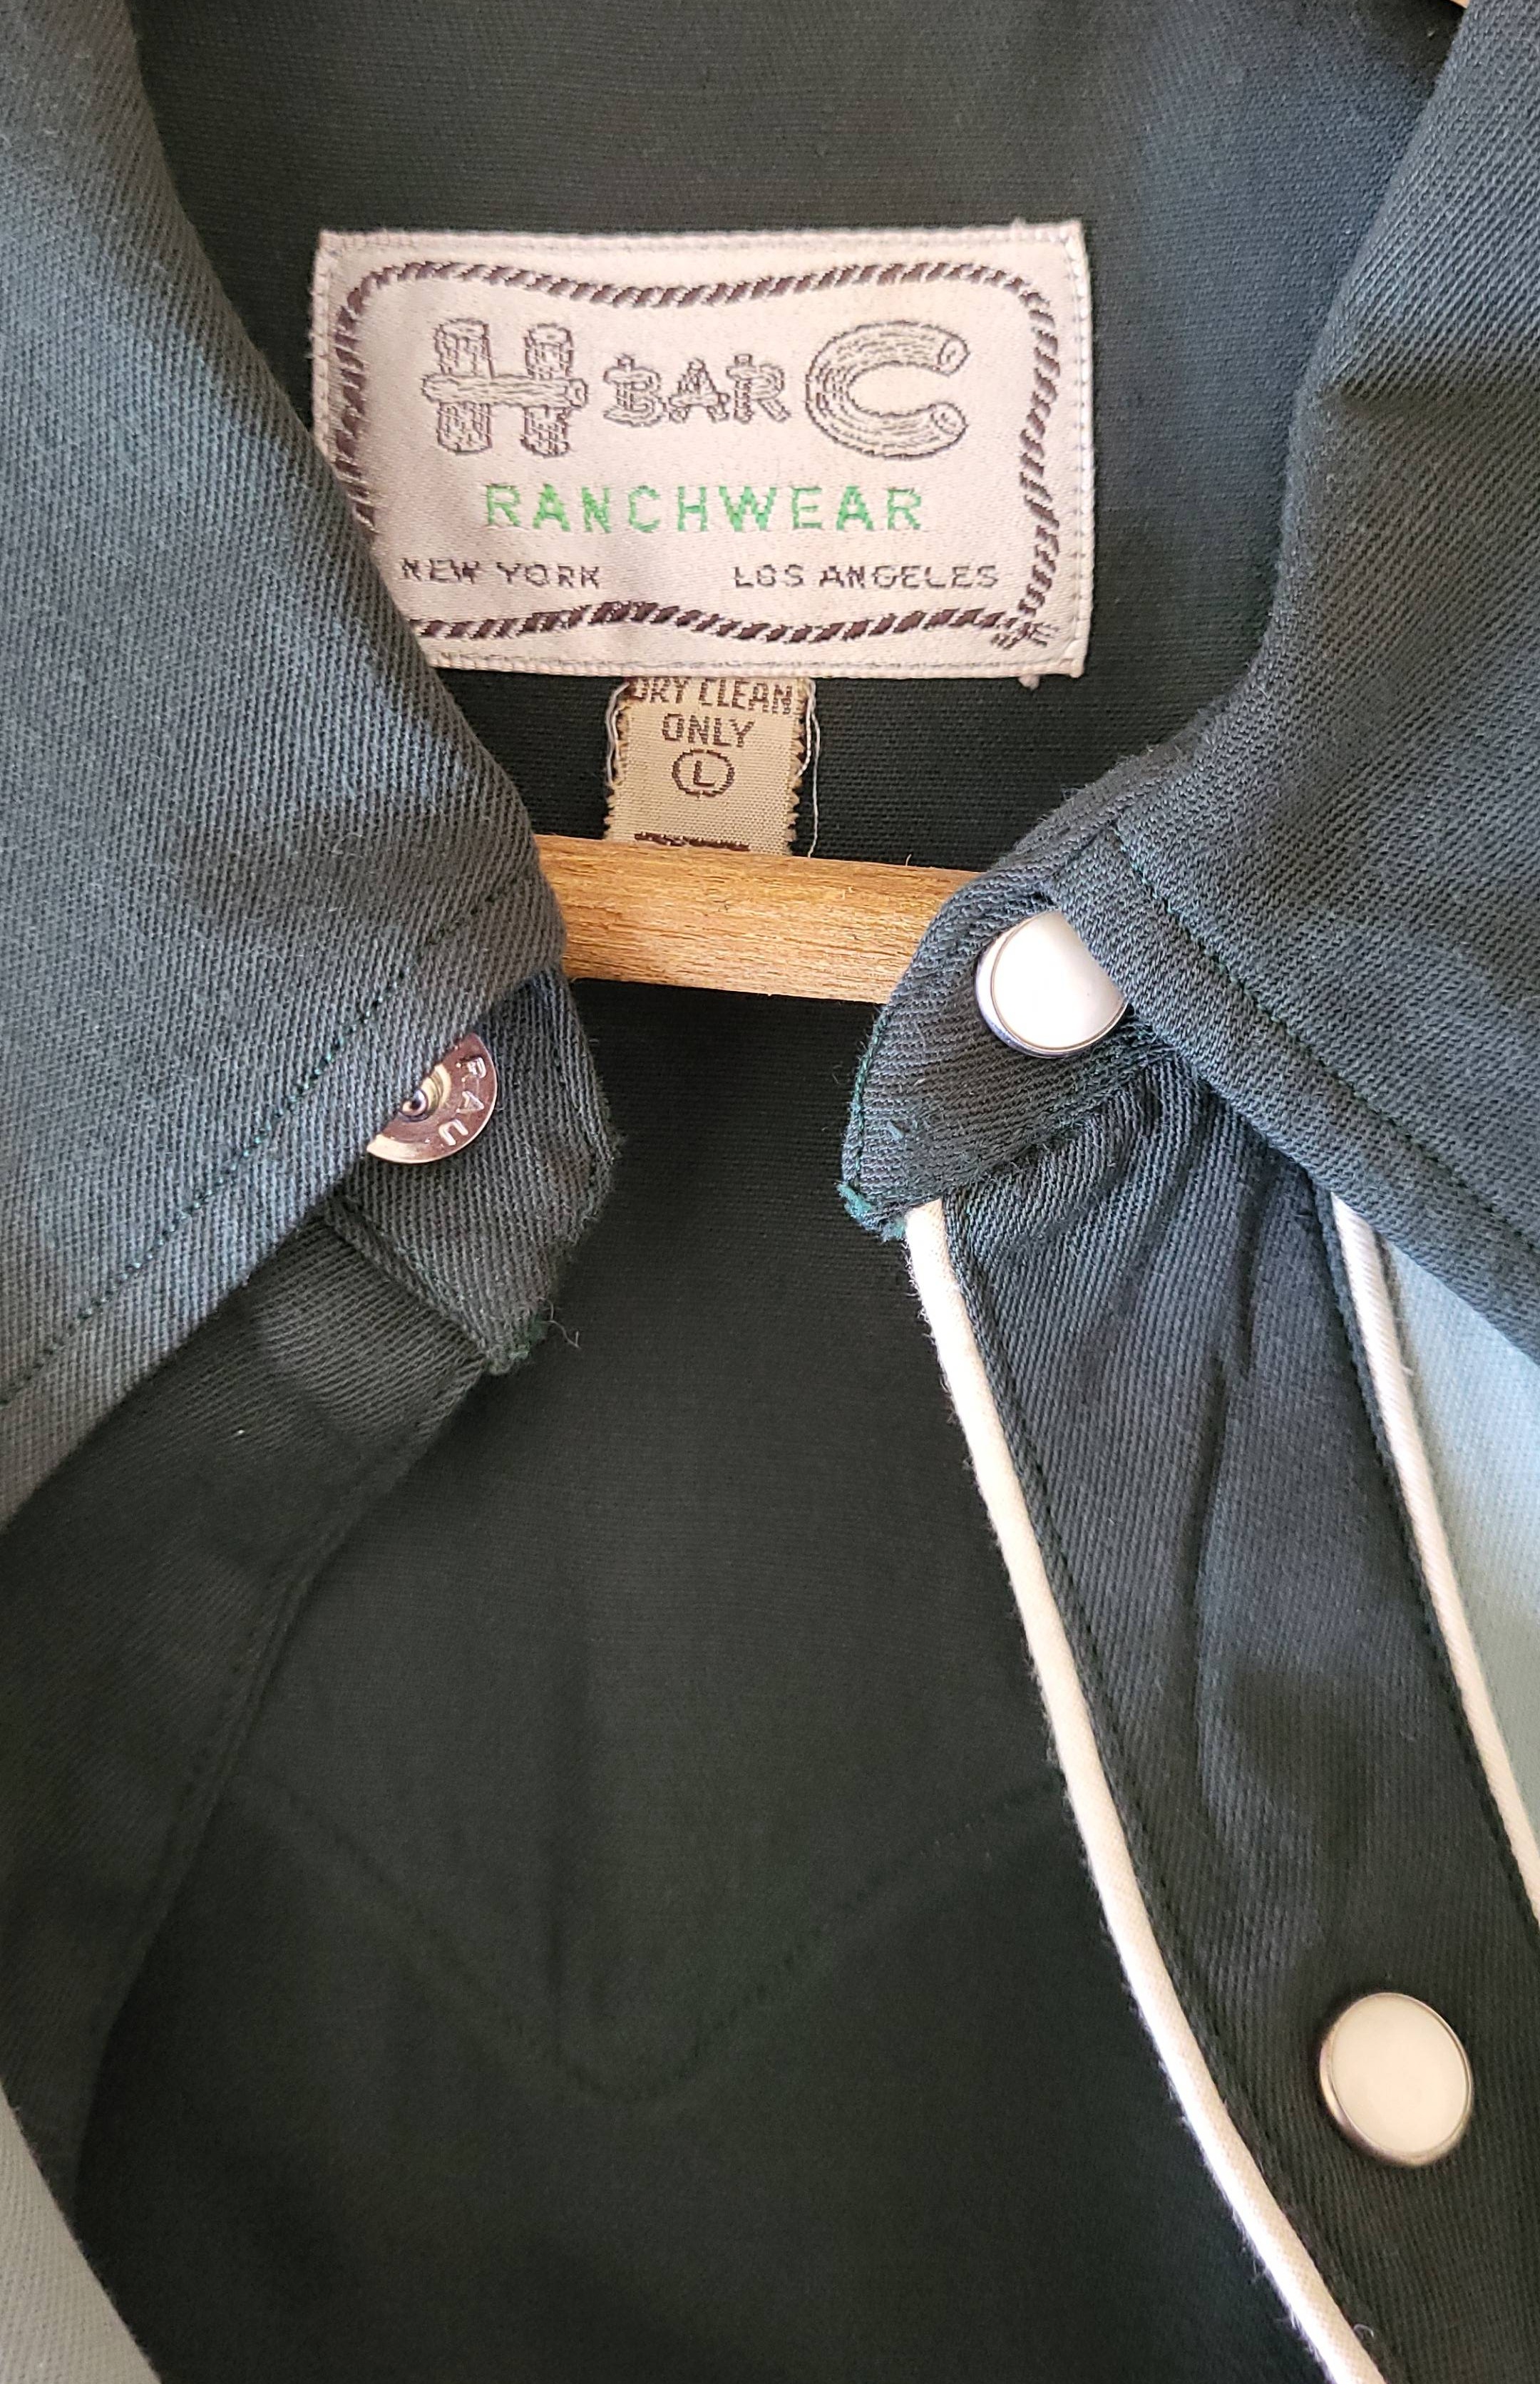 H BAR C
RANCHWEAR
NEW YORK LOS ANGELES
DRY CLEAN
ONLY
L